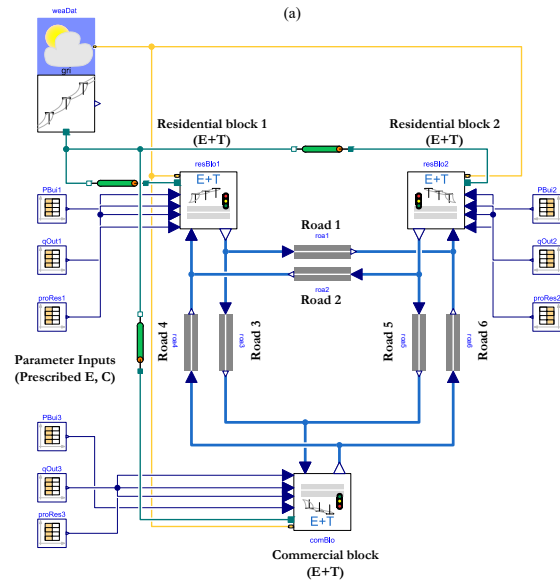 (a)
weaDat
gri
Residential block 1
(E+T)
Residential block 2
(E+T)
resBlo1
E+T
resBlo2
E+T
PBui1
qOut1
proRes1
PBui2
qOut2
proRes2
Road 1
roa1
roa2
Road 2
Road 4
roa4
roa3
Road 3
Road 5
roa5
roa6
Road 6
Parameter Inputs
(Prescribed E, C)
PBui3
qOut3
proRes3
E+T
comBlo
Commercial block
(E+T)